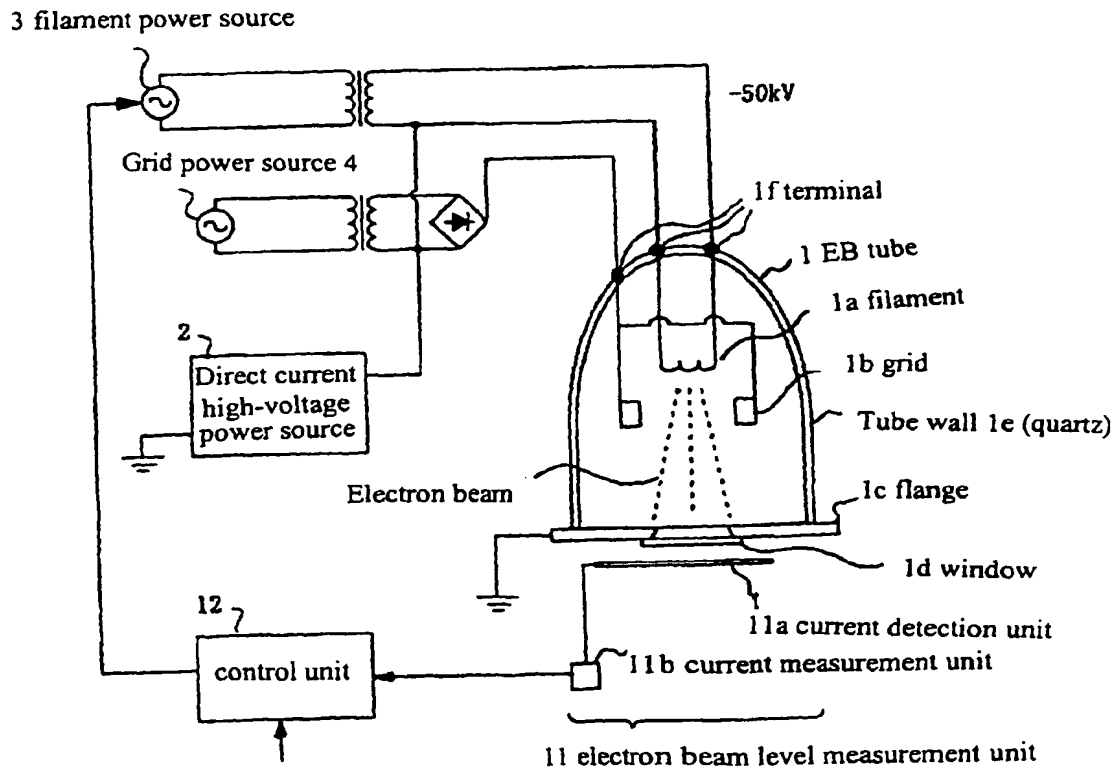 3 filament power source
-50kV
Grid power source 4
1f terminal
1 EB tube
1a filament
2
Direct current
high-voltage
power source
1b grid
Tube wall 1e (quartz)
Electron beam
1c flange
1d window
12
11a current detection unit
control unit
11b current measurement unit
11 electron beam level measurement unit